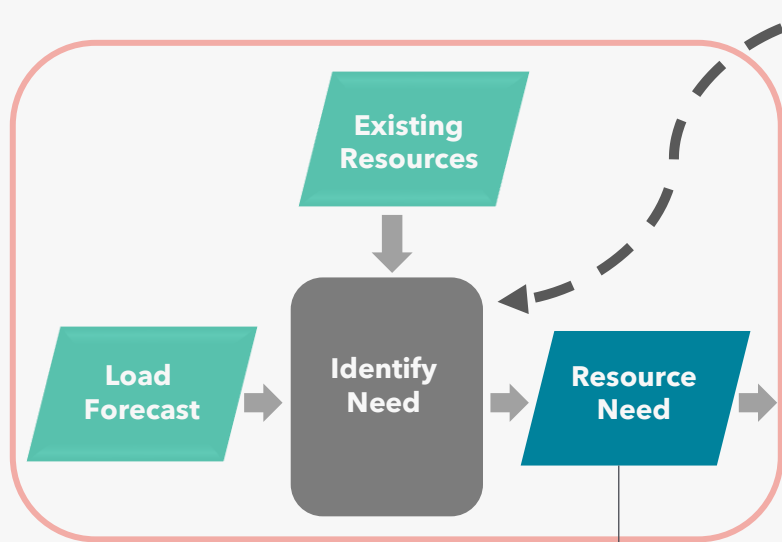 Existing
Resources
Load
Forecast
Identify
Need
Resource
Need